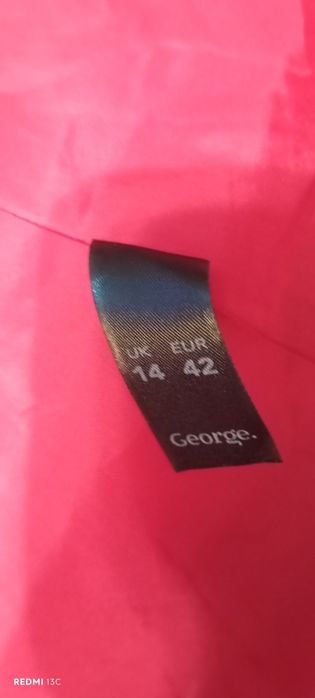 UK EUR
14 42
George.
REDMI 13C